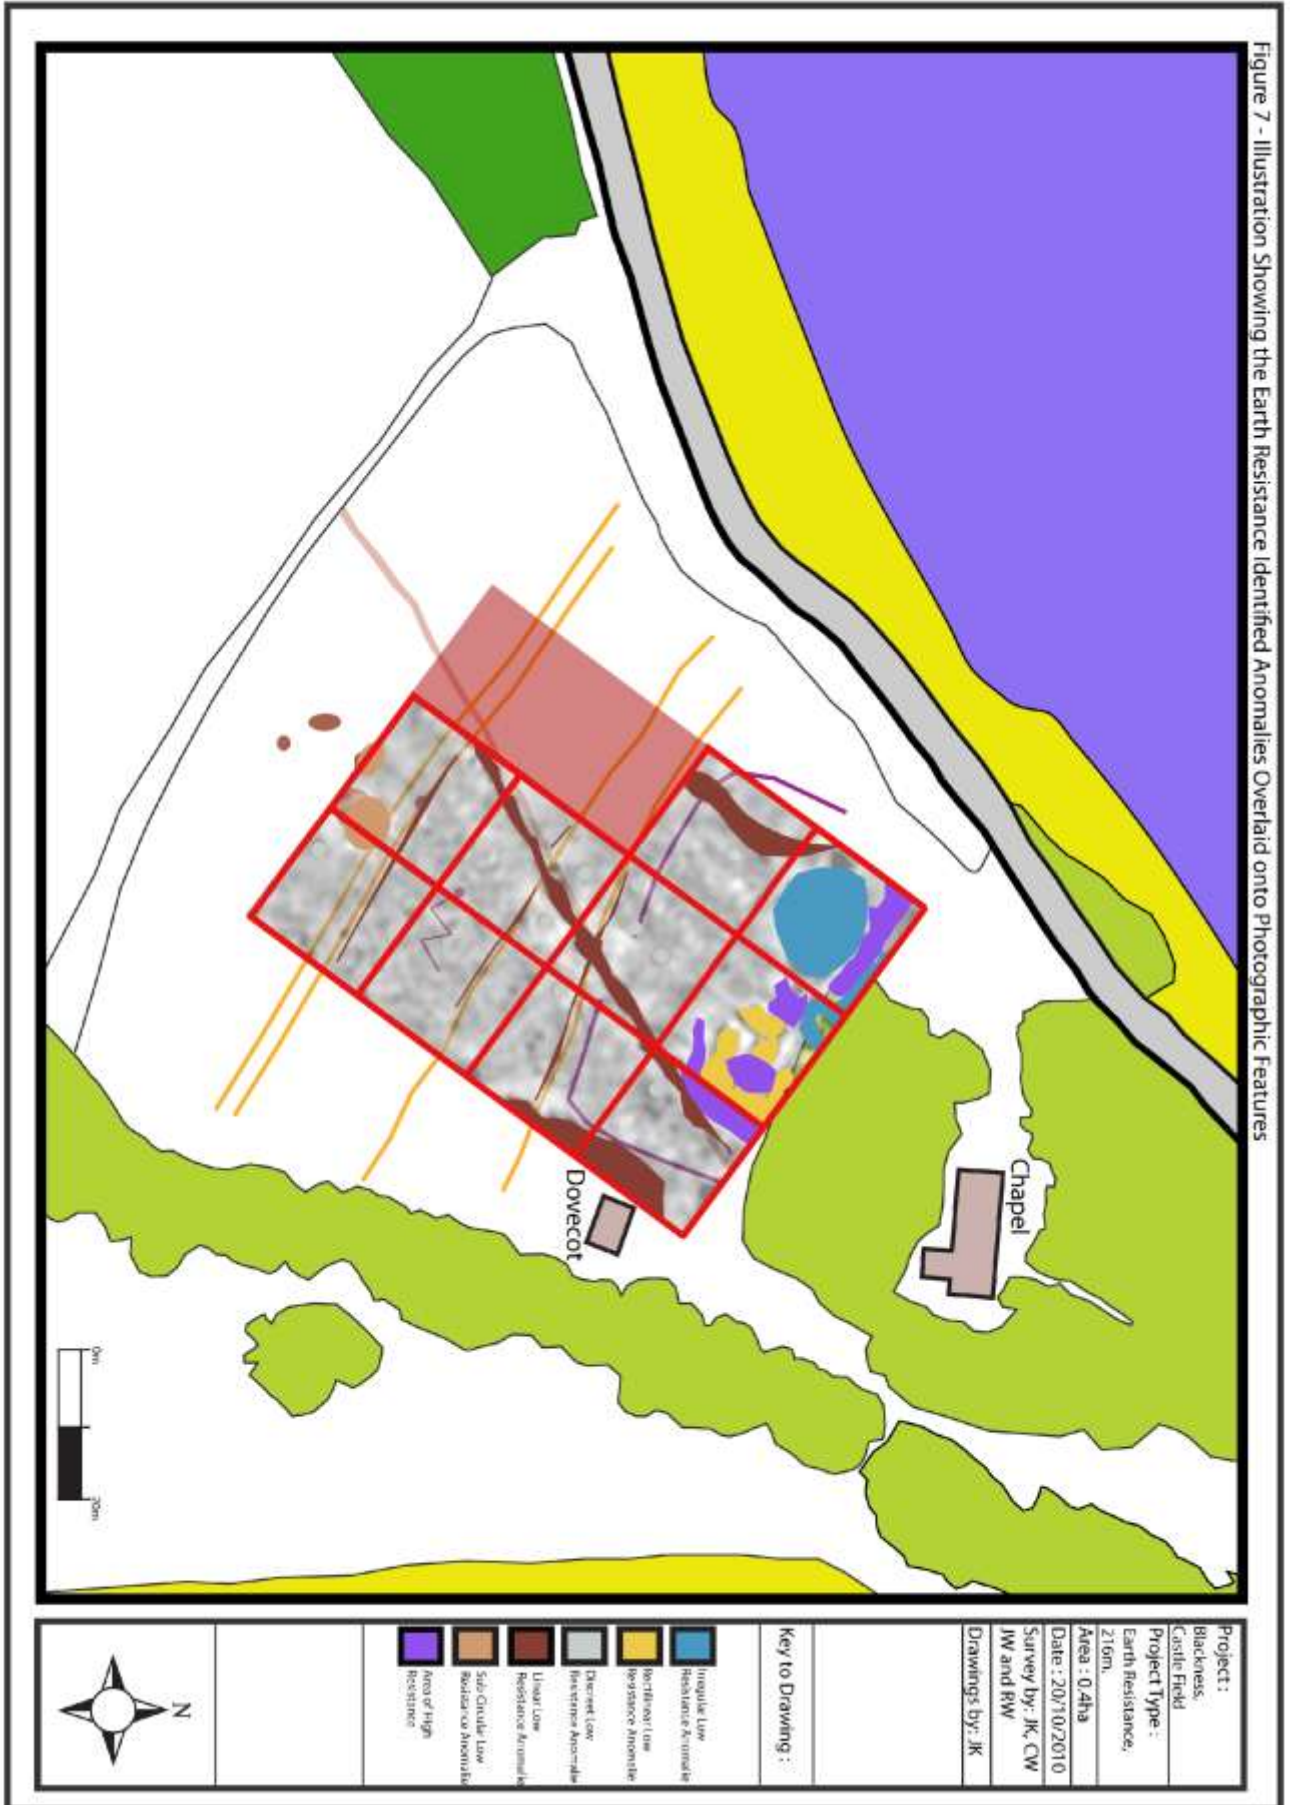 Figure 7 - Illustration Showing the Earth Resistance Identified Anomalies Overlaid onto Photographic Features
Chapel
Dovecot
0m
20m
Project :
Blackness,
Castle Field
Project Type :
Earth Resistance,
216m.
Area : 0.4ha
Date : 20/10/2010
Survey by: JK, CW
JW and RW
Drawings by: JK
Key to Drawing :
Irregular Low
Resistance Anomalie
Rectilinear Low
Resistance Anomalie
Discreet Low
Resistance Anomalie
Linear Low
Resistance Anomalie
Sub Circular Low
Resistance Anomalie
Area of High
Resistance
N